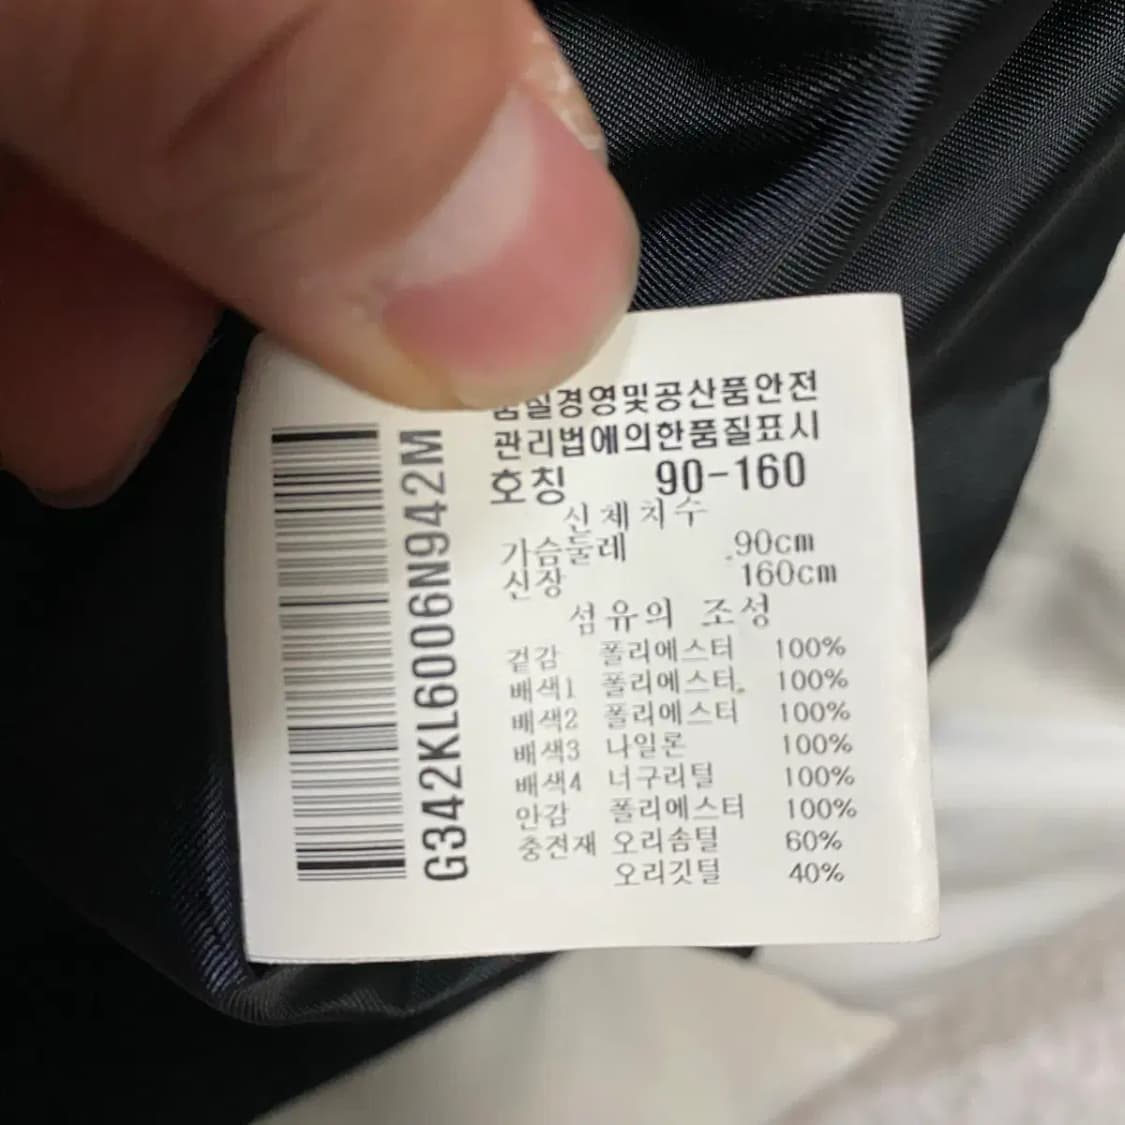 품질경영및공산품안전
관리법에의한품질표시
호칭 90-160
신체치수
가슴둘레 90cm
신장 160cm
섬유의 조성
겉감 폴리에스터 100%
배색1 폴리에스터 100%
배색2 폴리에스터 100%
배색3 나일론 100%
배색4 너구리털 100%
안감 폴리에스터 100%
충전재 오리솜털 60%
오리깃털 40%
G342KL6006N942M